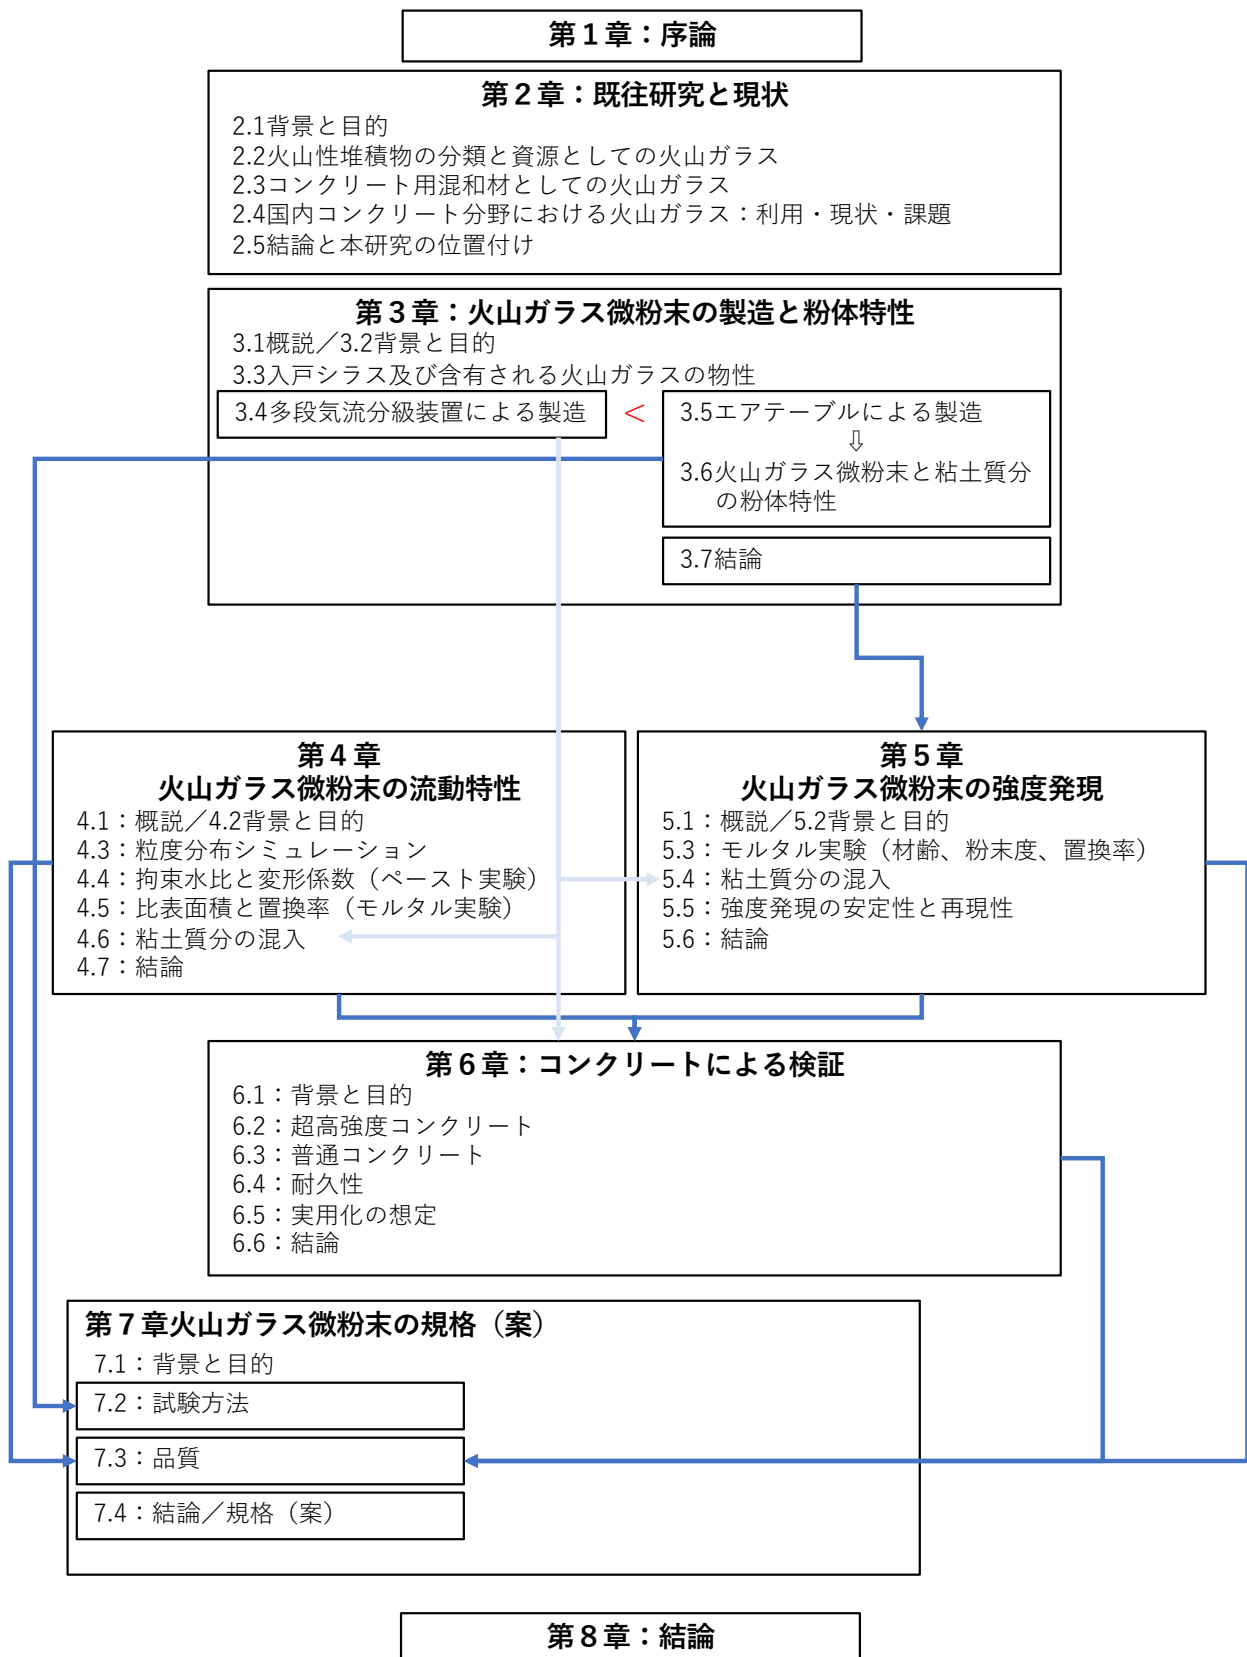 第１章：序論
第２章：既往研究と現状
2.1背景と目的
2.2火山性堆積物の分類と資源としての火山ガラス
2.3コンクリート用混和材としての火山ガラス
2.4国内コンクリート分野における火山ガラス：利用・現状・課題
2.5結論と本研究の位置付け
第３章：火山ガラス微粉末の製造と粉体特性
3.1概説／3.2背景と目的
3.3入戸シラス及び含有される火山ガラスの物性
3.4多段気流分級装置による製造
＜
3.5エアテーブルによる製造
⇩
3.6火山ガラス微粉末と粘土質分
の粉体特性
3.7結論
第４章
火山ガラス微粉末の流動特性
4.1：概説／4.2背景と目的
4.3：粒度分布シミュレーション
4.4：拘束水比と変形係数（ペースト実験）
4.5：比表面積と置換率（モルタル実験）
4.6：粘土質分の混入
4.7：結論
第５章
火山ガラス微粉末の強度発現
5.1：概説／5.2背景と目的
5.3：モルタル実験（材齢、粉末度、置換率）
5.4：粘土質分の混入
5.5：強度発現の安定性と再現性
5.6：結論
第６章：コンクリートによる検証
6.1：背景と目的
6.2：超高強度コンクリート
6.3：普通コンクリート
6.4：耐久性
6.5：実用化の想定
6.6：結論
第７章火山ガラス微粉末の規格（案）
7.1：背景と目的
7.2：試験方法
7.3：品質
7.4：結論／規格（案）
第８章：結論